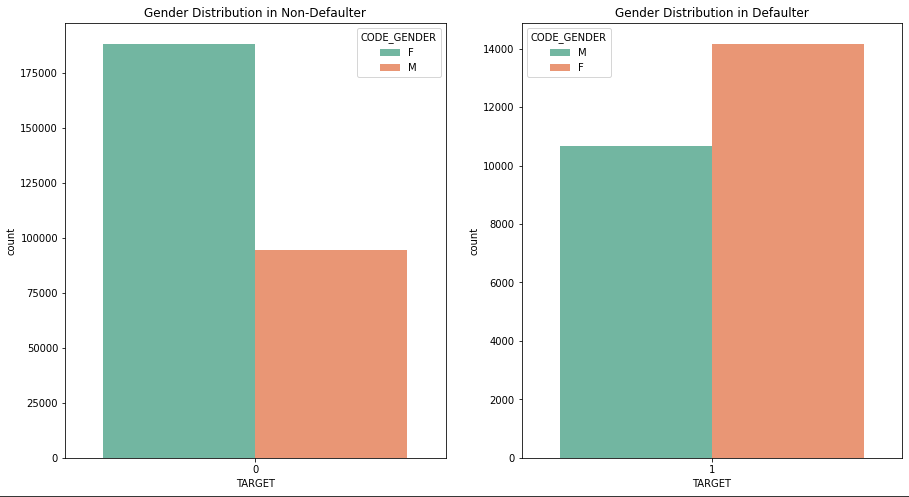 Gender Distribution in Non-Defaulter
CODE_GENDER
F
M
175000
150000
125000
100000
75000
50000
25000
0
count
0
TARGET
Gender Distribution in Defaulter
CODE_GENDER
M
F
14000
12000
10000
8000
6000
4000
2000
0
count
1
TARGET